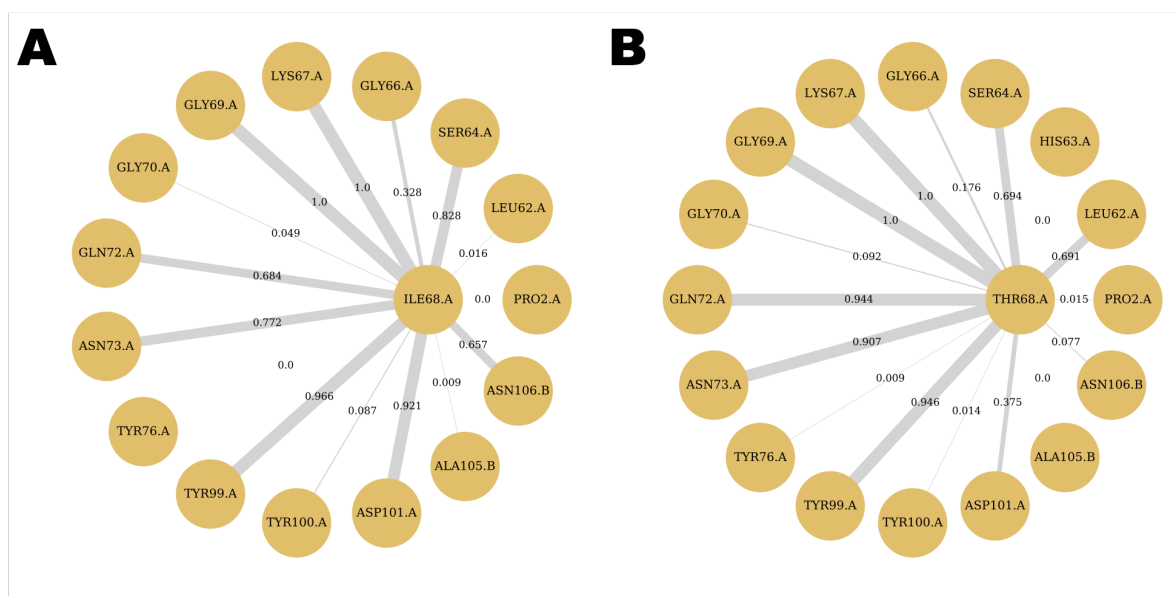 A
LYS67.A
GLY66.A
GLY69.A
SER64.A
GLY70.A
LEU62.A
GLN72.A
ILE68.A
PRO2.A
ASN73.A
ASN106.B
TYR76.A
ALA105.B
TYR99.A
TYR100.A
ASP101.A
1.0
1.0
0.328
0.828
0.049
0.016
0.684
0.0
0.772
0.657
0.0
0.966
0.087
0.921
0.009
B
GLY66.A
LYS67.A
SER64.A
GLY69.A
HIS63.A
GLY70.A
LEU62.A
GLN72.A
THR68.A
PRO2.A
ASN73.A
ASN106.B
TYR76.A
ALA105.B
TYR99.A
ASP101.A
TYR100.A
0.176
1.0
0.694
1.0
0.0
0.092
0.691
0.944
0.015
0.907
0.077
0.009
0.0
0.946
0.014
0.375